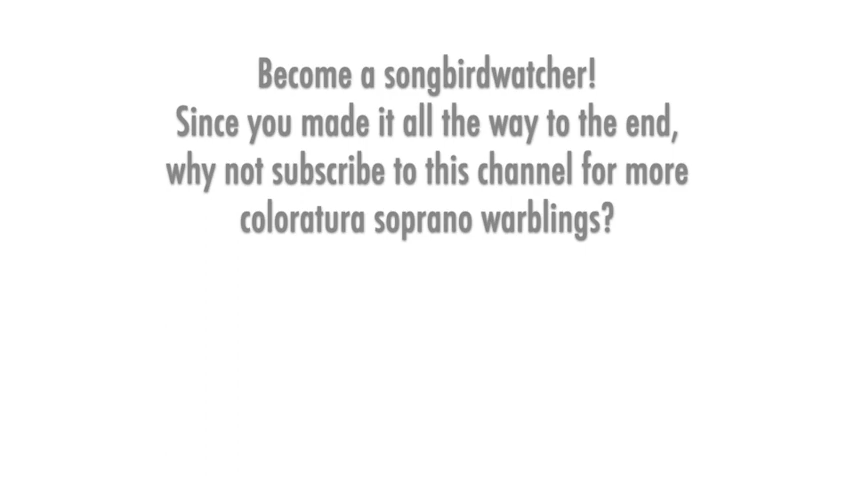 Become a songbirdwatcher!
Since you made it all the way to the end,
why not subscribe to this channel for more
coloratura soprano warblings?